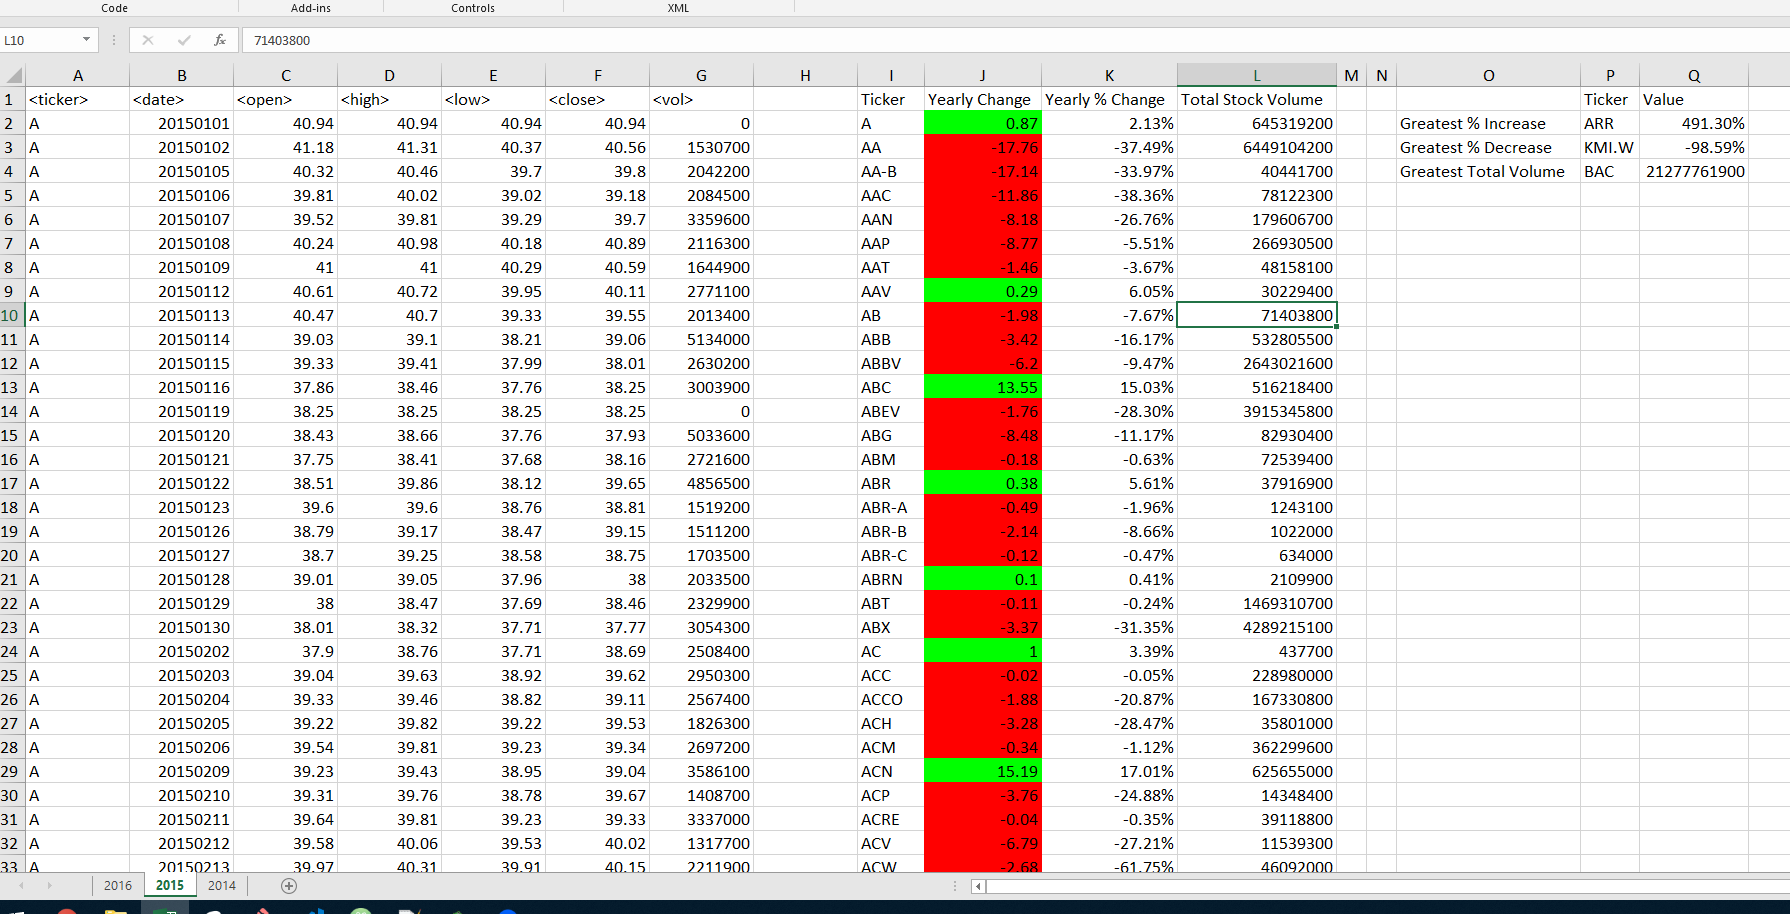 Code Add-ins Controls XML
L10 fx 71403800
A B C D E F G H I J K L M N O P Q
1 <ticker> <date> <open> <high> <low> <close> <vol> Ticker Yearly Change Yearly % Change Total Stock Volume Ticker Value
2 A 20150101 40.94 40.94 40.94 40.94 0 A 0.87 2.13% 645319200 Greatest % Increase ARR 491.30%
3 A 20150102 41.18 41.31 40.37 40.56 1530700 AA -17.76 -37.49% 6449104200 Greatest % Decrease KMI.W -98.59%
4 A 20150105 40.32 40.46 39.7 39.8 2042200 AA-B -17.14 -33.97% 40441700 Greatest Total Volume BAC 21277761900
5 A 20150106 39.81 40.02 39.02 39.18 2084500 AAC -11.86 -38.36% 78122300
6 A 20150107 39.52 39.81 39.29 39.7 3359600 AAN -8.18 -26.76% 179606700
7 A 20150108 40.24 40.98 40.18 40.89 2116300 AAP -8.77 -5.51% 266930500
8 A 20150109 41 41 40.29 40.59 1644900 AAT -1.46 -3.67% 48158100
9 A 20150112 40.61 40.72 39.95 40.11 2771100 AAV 0.29 6.05% 30229400
10 A 20150113 40.47 40.7 39.33 39.55 2013400 AB -1.98 -7.67% 71403800
11 A 20150114 39.03 39.1 38.21 39.06 5134000 ABB -3.42 -16.17% 532805500
12 A 20150115 39.33 39.41 37.99 38.01 2630200 ABBV -6.2 -9.47% 2643021600
13 A 20150116 37.86 38.46 37.76 38.25 3003900 ABC 13.55 15.03% 516218400
14 A 20150119 38.25 38.25 38.25 38.25 0 ABEV -1.76 -28.30% 3915345800
15 A 20150120 38.43 38.66 37.76 37.93 5033600 ABG -8.48 -11.17% 82930400
16 A 20150121 37.75 38.41 37.68 38.16 2721600 ABM -0.18 -0.63% 72539400
17 A 20150122 38.51 39.86 38.12 39.65 4856500 ABR 0.38 5.61% 37916900
18 A 20150123 39.6 39.6 38.76 38.81 1519200 ABR-A -0.49 -1.96% 1243100
19 A 20150126 38.79 39.17 38.47 39.15 1511200 ABR-B -2.14 -8.66% 1022000
20 A 20150127 38.7 39.25 38.58 38.75 1703500 ABR-C -0.12 -0.47% 634000
21 A 20150128 39.01 39.05 37.96 38 2033500 ABRN 0.1 0.41% 2109900
22 A 20150129 38 38.47 37.69 38.46 2329900 ABT -0.11 -0.24% 1469310700
23 A 20150130 38.01 38.32 37.71 37.77 3054300 ABX -3.37 -31.35% 4289215100
24 A 20150202 37.9 38.76 37.71 38.69 2508400 AC 1 3.39% 437700
25 A 20150203 39.04 39.63 38.92 39.62 2950300 ACC -0.02 -0.05% 228980000
26 A 20150204 39.33 39.46 38.82 39.11 2567400 ACCO -1.88 -20.87% 167330800
27 A 20150205 39.22 39.82 39.22 39.53 1826300 ACH -3.28 -28.47% 35801000
28 A 20150206 39.54 39.81 39.23 39.34 2697200 ACM -0.34 -1.12% 362299600
29 A 20150209 39.23 39.43 38.95 39.04 3586100 ACN 15.19 17.01% 625655000
30 A 20150210 39.31 39.76 38.78 39.67 1408700 ACP -3.76 -24.88% 14348400
31 A 20150211 39.64 39.81 39.23 39.33 3337000 ACRE -0.04 -0.35% 39118800
32 A 20150212 39.58 40.06 39.53 40.02 1317700 ACV -6.79 -27.21% 11539300
33 A 20150213 39.97 40.31 39.91 40.15 2211900 ACW -2.68 -61.75% 46092000
2016 2015 2014